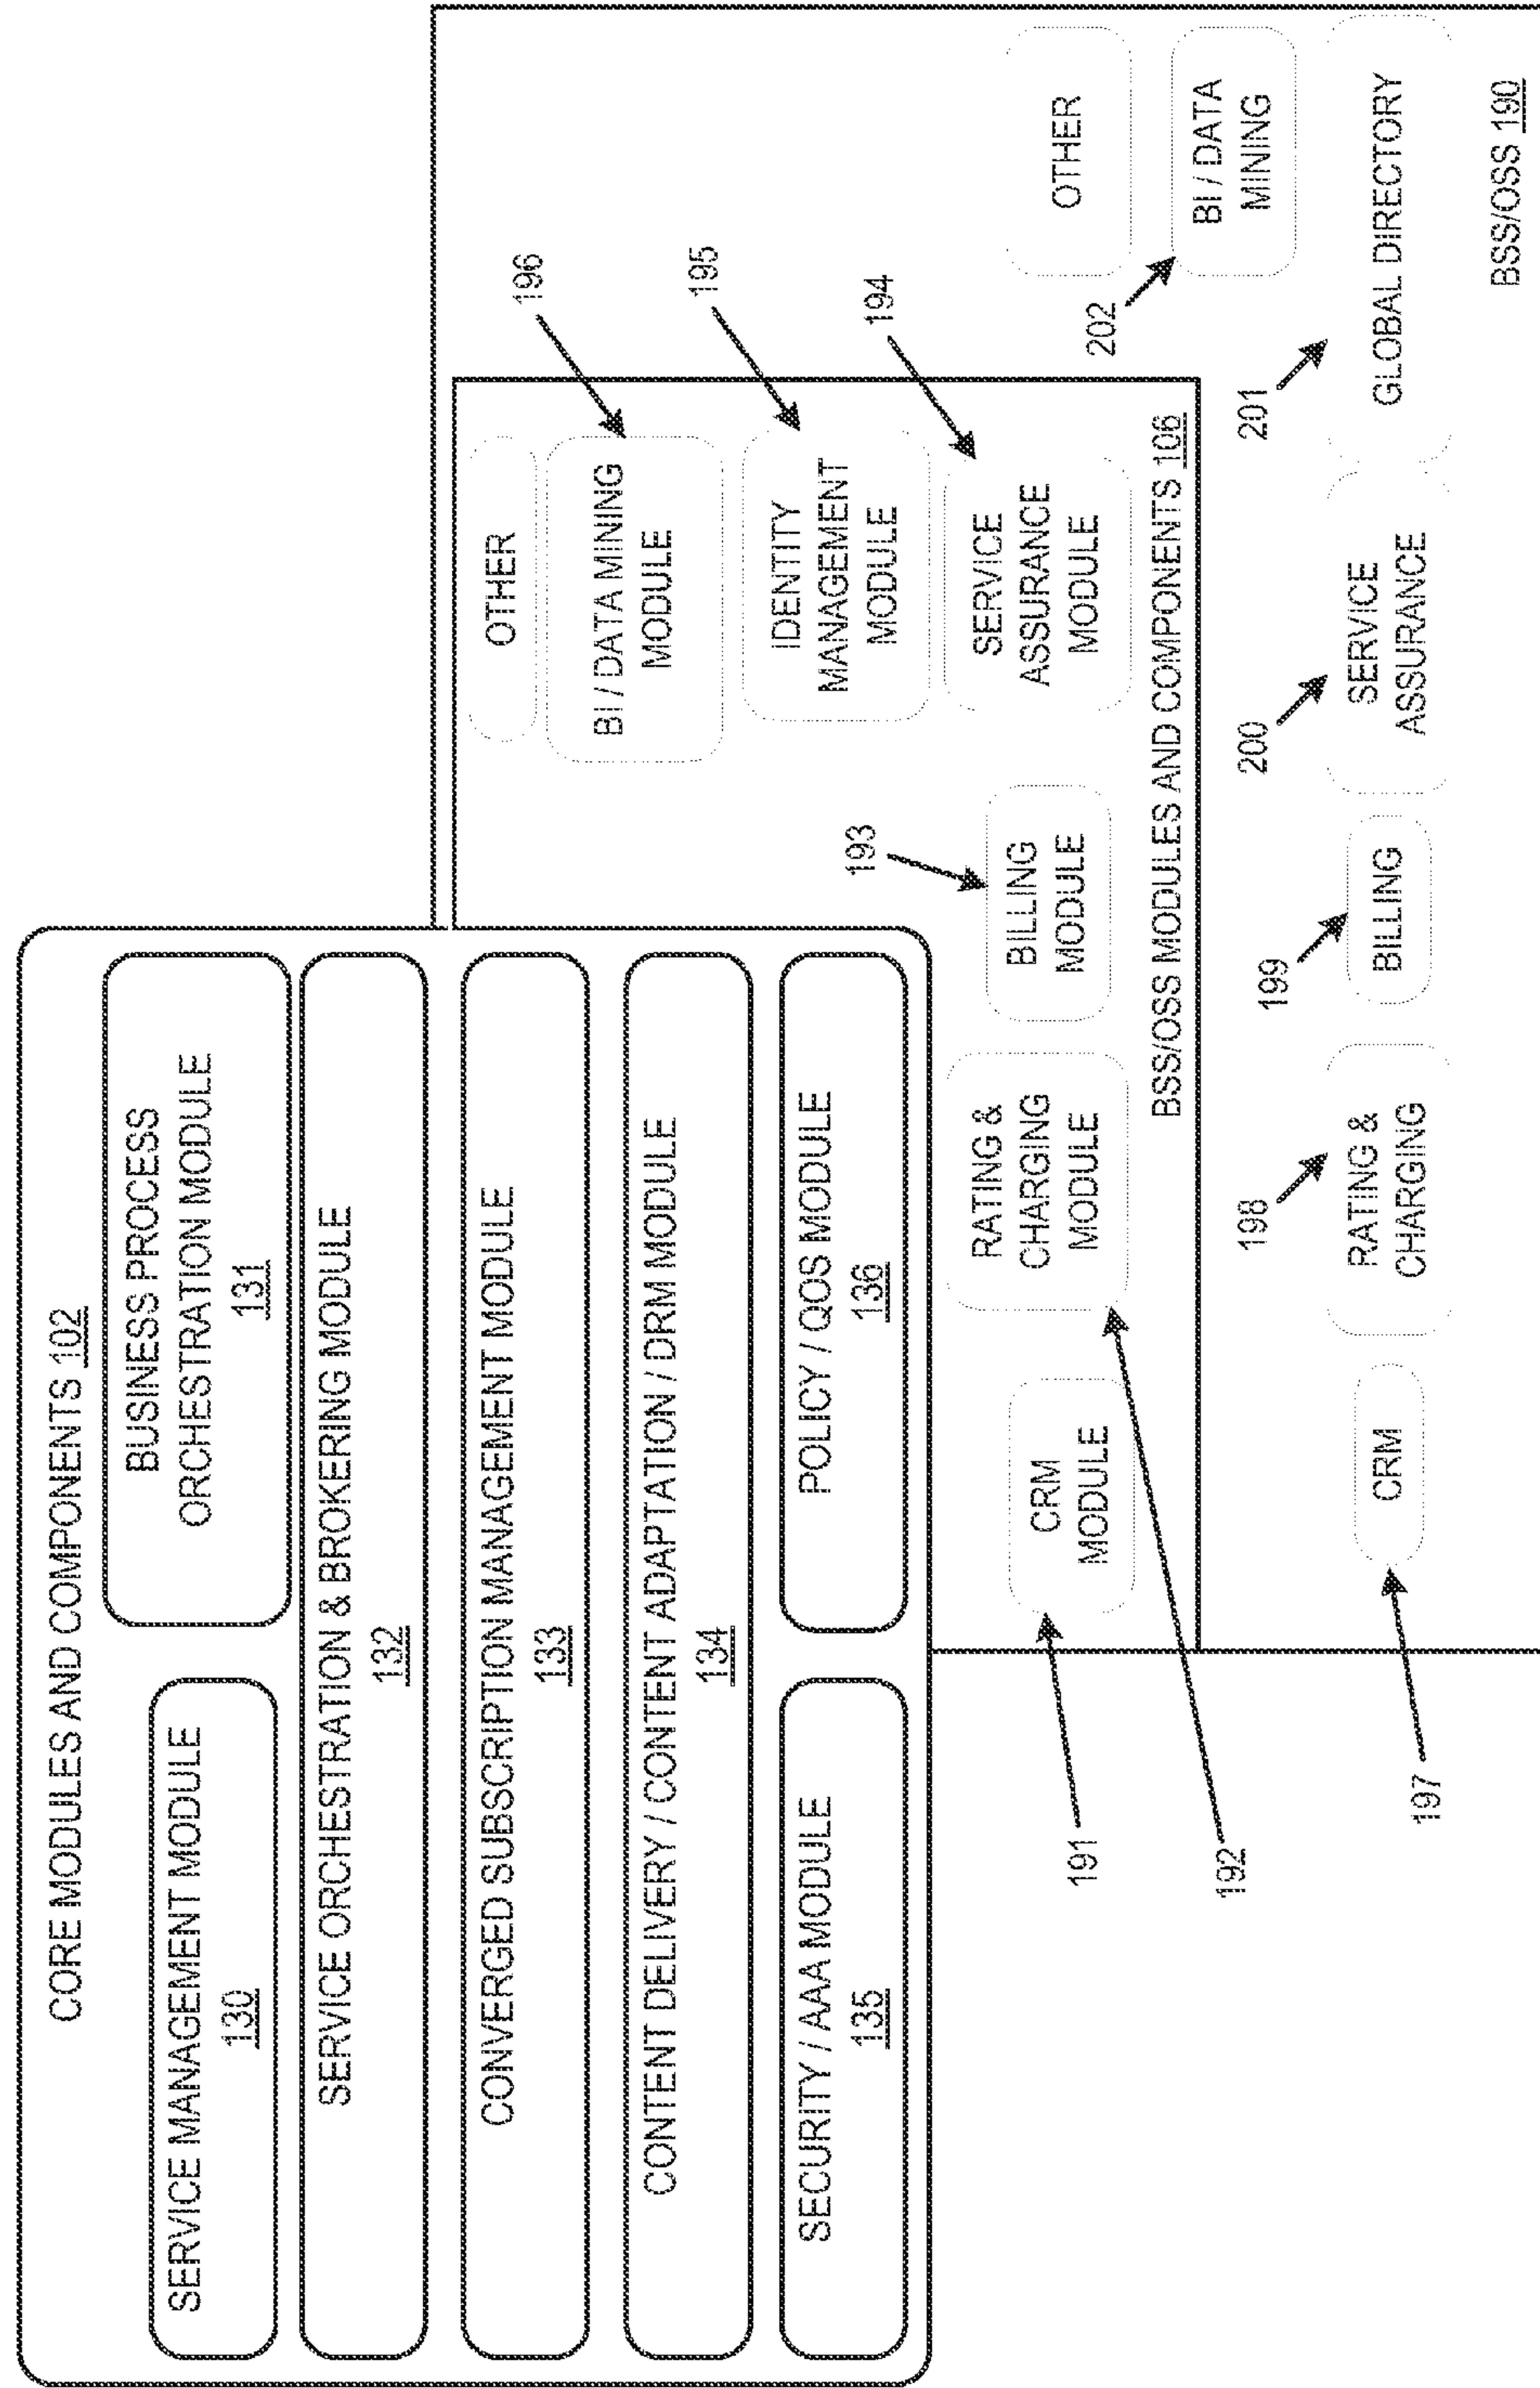 CORE MODULES AND COMPONENTS 102
SERVICE MANAGEMENT MODULE
130
BUSINESS PROCESS
ORCHESTRATION MODULE
131
SERVICE ORCHESTRATION & BROKERING MODULE
132
CONVERGED SUBSCRIPTION MANAGEMENT MODULE
133
CONTENT DELIVERY / CONTENT ADAPTATION / DRM MODULE
134
SECURITY / AAA MODULE
135
POLICY / QOS MODULE
136
OTHER
196
BI / DATA MINING
MODULE
195
IDENTITY
MANAGEMENT
MODULE
194
SERVICE
ASSURANCE
MODULE
193
BILLING
MODULE
RATING &
CHARGING
MODULE
192
CRM
MODULE
191
BSS/OSS MODULES AND COMPONENTS 106
OTHER
202
BI / DATA
MINING
197
CRM
198
RATING &
CHARGING
199
BILLING
200
SERVICE
ASSURANCE
201
GLOBAL DIRECTORY
BSS/OSS 190